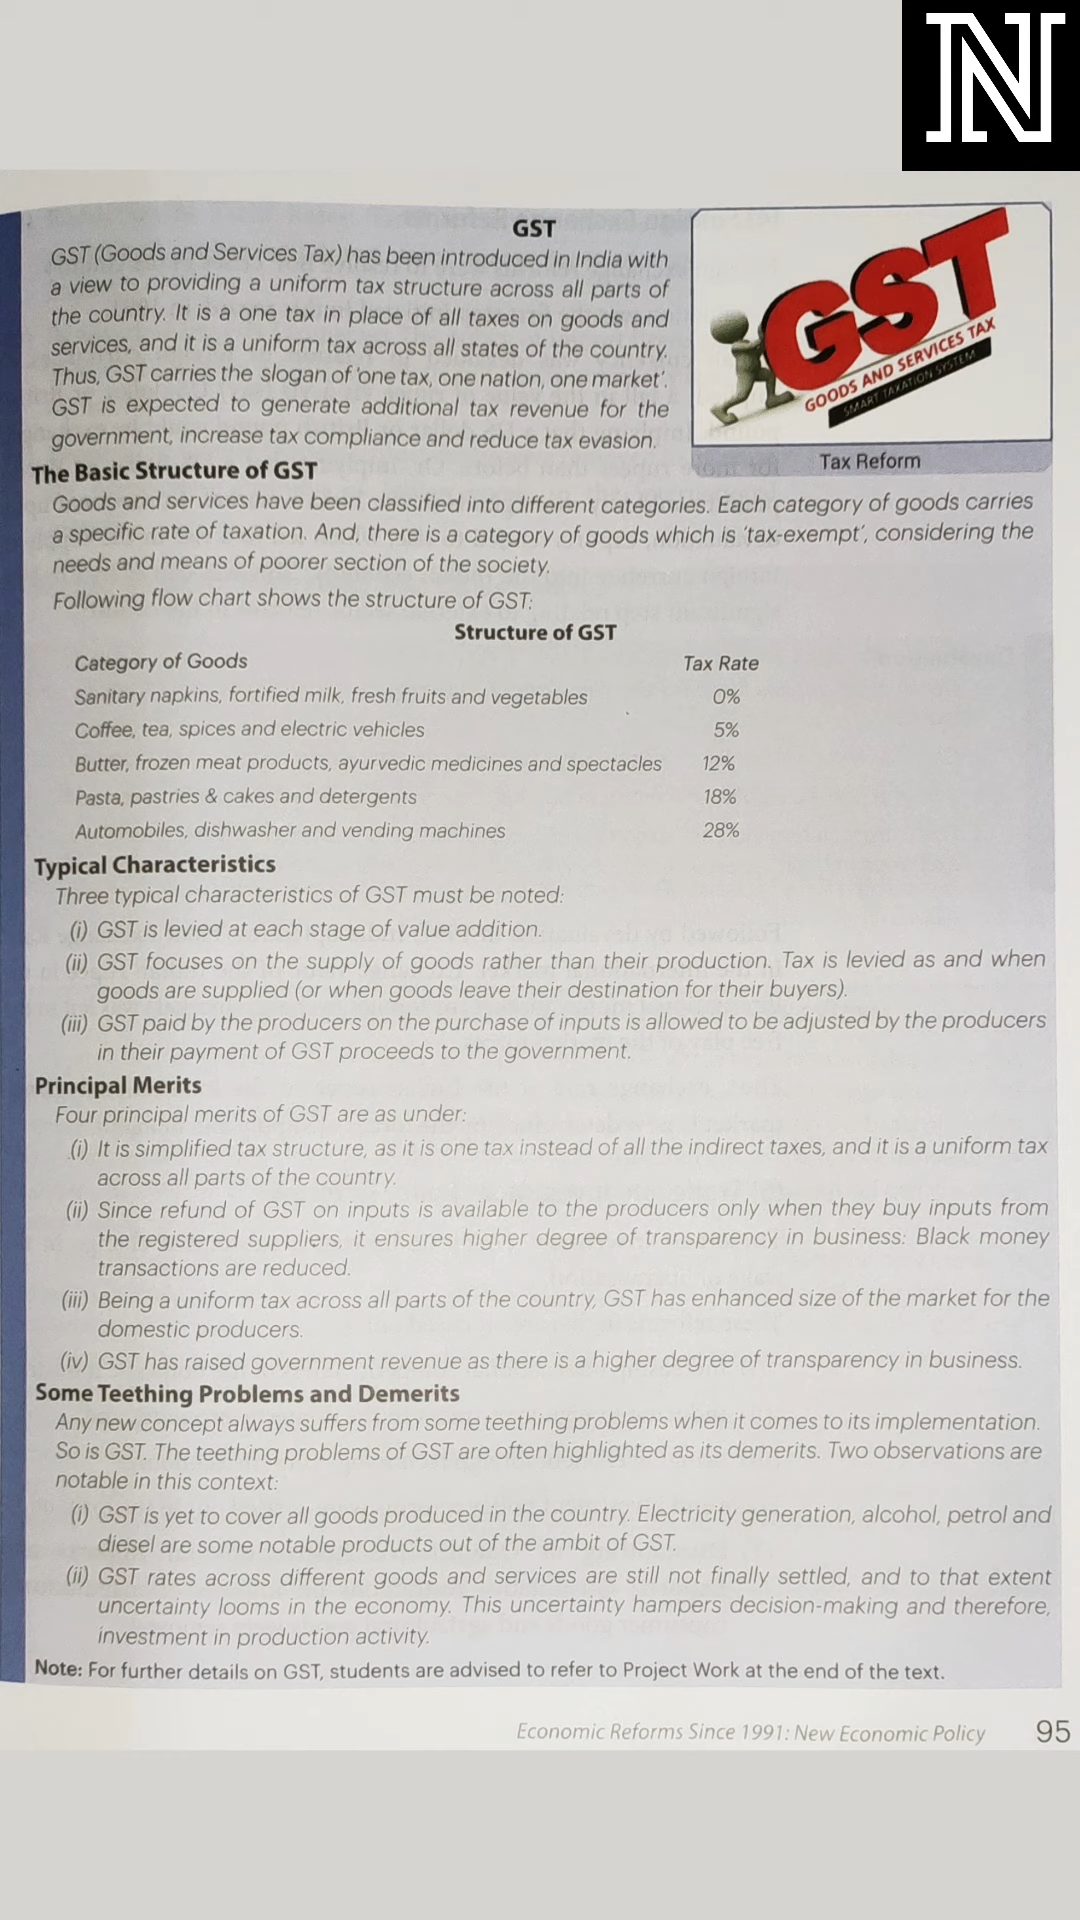 N
GST
GST (Goods and Services Tax) has been introduced in India with
a view to providing a uniform tax structure across all parts of
the country. It is a one tax in place of all taxes on goods and
services, and it is a uniform tax across all states of the country.
Thus, GST carries the slogan of 'one tax, one nation, one market'.
GST is expected to generate additional tax revenue for the
government, increase tax compliance and reduce tax evasion.
GST
GOODS AND SERVICES TAX
SMART TAXATION SYSTEM
Tax Reform
The Basic Structure of GST
Goods and services have been classified into different categories. Each category of goods carries
a specific rate of taxation. And, there is a category of goods which is 'tax-exempt', considering the
needs and means of poorer section of the society.
Following flow chart shows the structure of GST:
Structure of GST
Category of Goods Tax Rate
Sanitary napkins, fortified milk, fresh fruits and vegetables 0%
Coffee, tea, spices and electric vehicles 5%
Butter, frozen meat products, ayurvedic medicines and spectacles 12%
Pasta, pastries & cakes and detergents 18%
Automobiles, dishwasher and vending machines 28%
Typical Characteristics
Three typical characteristics of GST must be noted:
(i) GST is levied at each stage of value addition.
(ii) GST focuses on the supply of goods rather than their production. Tax is levied as and when
goods are supplied (or when goods leave their destination for their buyers).
(iii) GST paid by the producers on the purchase of inputs is allowed to be adjusted by the producers
in their payment of GST proceeds to the government.
Principal Merits
Four principal merits of GST are as under:
(i) It is simplified tax structure, as it is one tax instead of all the indirect taxes, and it is a uniform tax
across all parts of the country.
(ii) Since refund of GST on inputs is available to the producers only when they buy inputs from
the registered suppliers, it ensures higher degree of transparency in business: Black money
transactions are reduced.
(iii) Being a uniform tax across all parts of the country, GST has enhanced size of the market for the
domestic producers.
(iv) GST has raised government revenue as there is a higher degree of transparency in business.
Some Teething Problems and Demerits
Any new concept always suffers from some teething problems when it comes to its implementation.
So is GST. The teething problems of GST are often highlighted as its demerits. Two observations are
notable in this context:
(i) GST is yet to cover all goods produced in the country. Electricity generation, alcohol, petrol and
diesel are some notable products out of the ambit of GST.
(ii) GST rates across different goods and services are still not finally settled, and to that extent
uncertainty looms in the economy. This uncertainty hampers decision-making and therefore,
investment in production activity.
Note: For further details on GST, students are advised to refer to Project Work at the end of the text.
Economic Reforms Since 1991: New Economic Policy 95